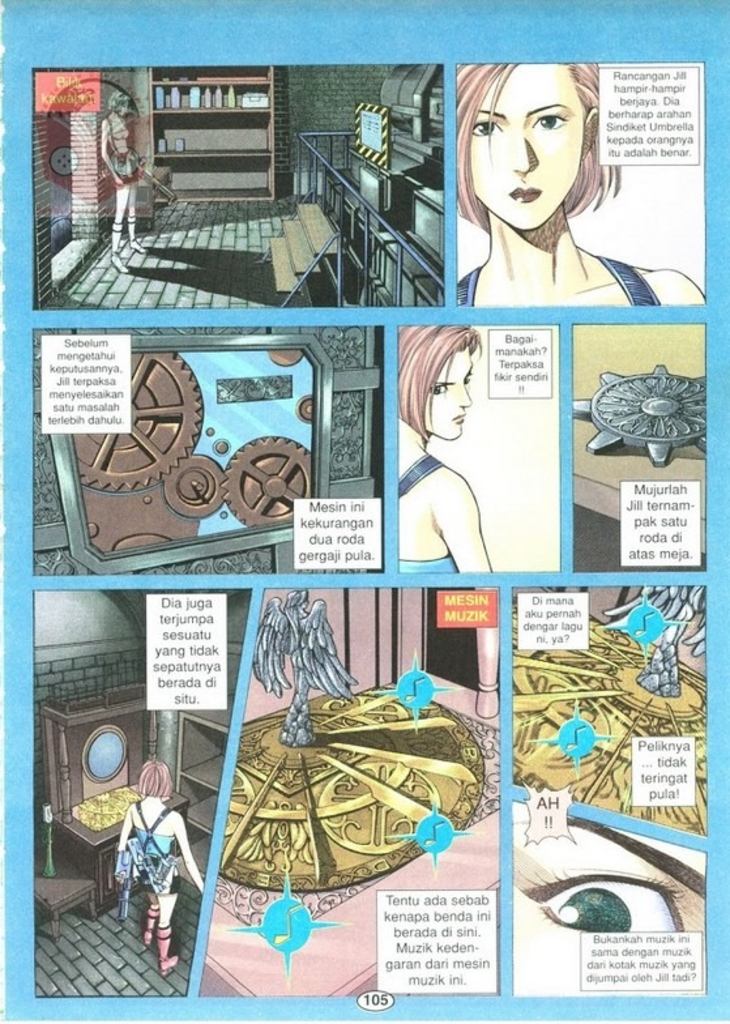 Bilik
kawalan
Rancangan Jill
hampir-hampir
berjaya. Dia
berharap arahan
Sindiket Umbrella
kepada orangnya
itu adalah benar.
Sebelum
mengetahui
keputusannya,
Jill terpaksa
menyelesaikan
satu masalah
terlebih dahulu.
Mesin ini
kekurangan
dua roda
gergaji pula.
Bagai-
manakah?
Terpaksa
fikir sendiri
!!
Mujurlah
Jill ternam-
pak satu
roda di
atas meja.
Dia juga
terjumpa
sesuatu
yang tidak
sepatutnya
berada di
situ.
MESIN
MUZIK
Tentu ada sebab
kenapa benda ini
berada di sini.
Muzik keden-
garan dari mesin
muzik ini.
Di mana
aku pernah
dengar lagu
ni, ya?
Peliknya
... tidak
teringat
pula!
AH
!!
Bukankah muzik ini
sama dengan muzik
dari kotak muzik yang
dijumpai oleh Jill tadi?
105